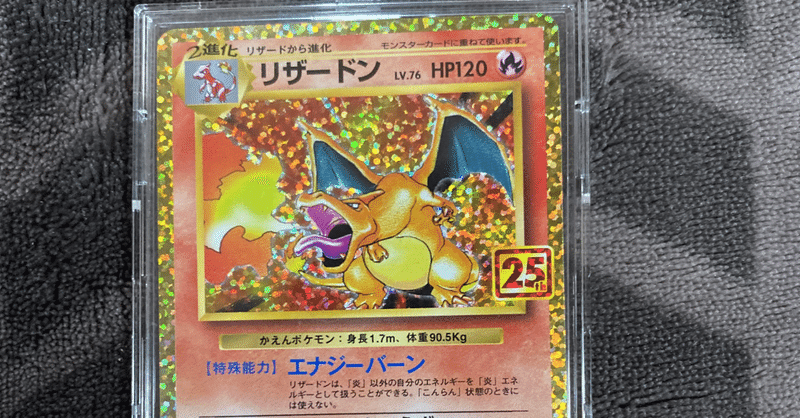 2進化 リザードから進化 モンスターカードに重ねて使います。
リザードン LV.76 HP120
25
かえんポケモン：身長1.7m、体重90.5Kg
【特殊能力】 エナジーバーン
リザードンは、「炎」以外の自分のエネルギーを「炎」エネ
ルギーとして扱うことができる。「こんらん」状態のときに
は使えない。